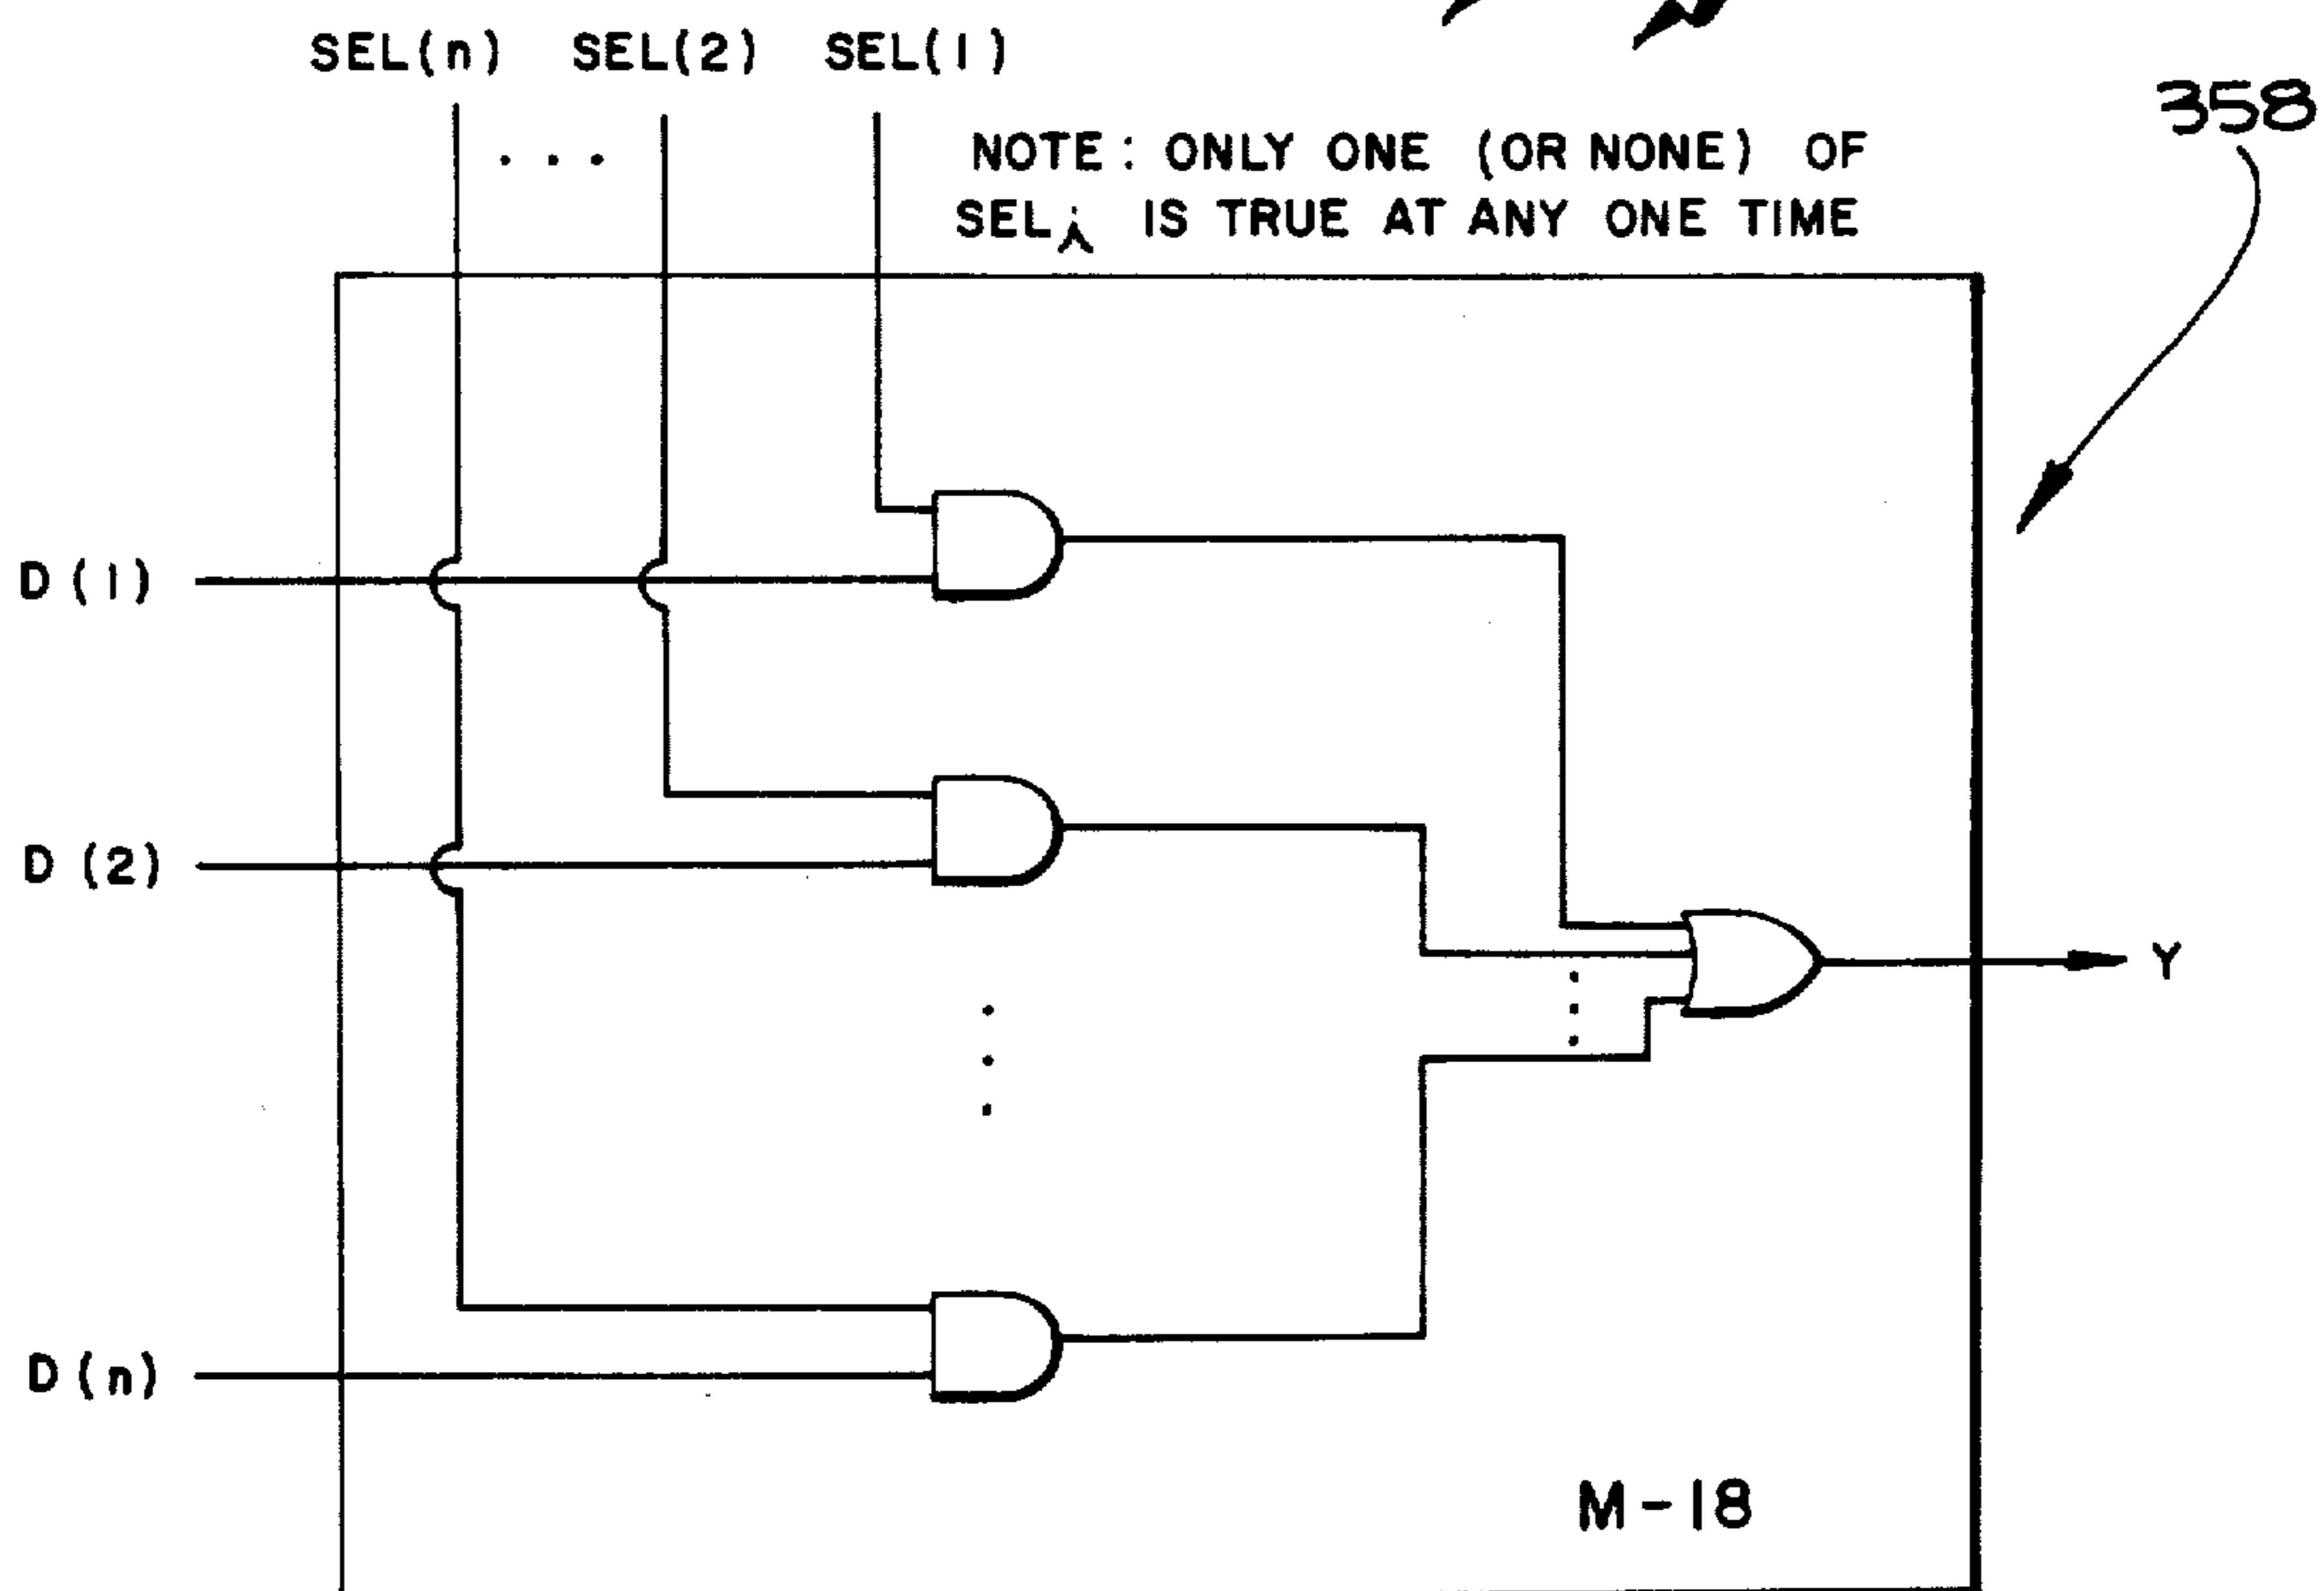 SEL(n) SEL(2) SEL(1)
358
NOTE: ONLY ONE (OR NONE) OF
SELi IS TRUE AT ANY ONE TIME
D(1)
D(2)
Y
D(n)
M-18